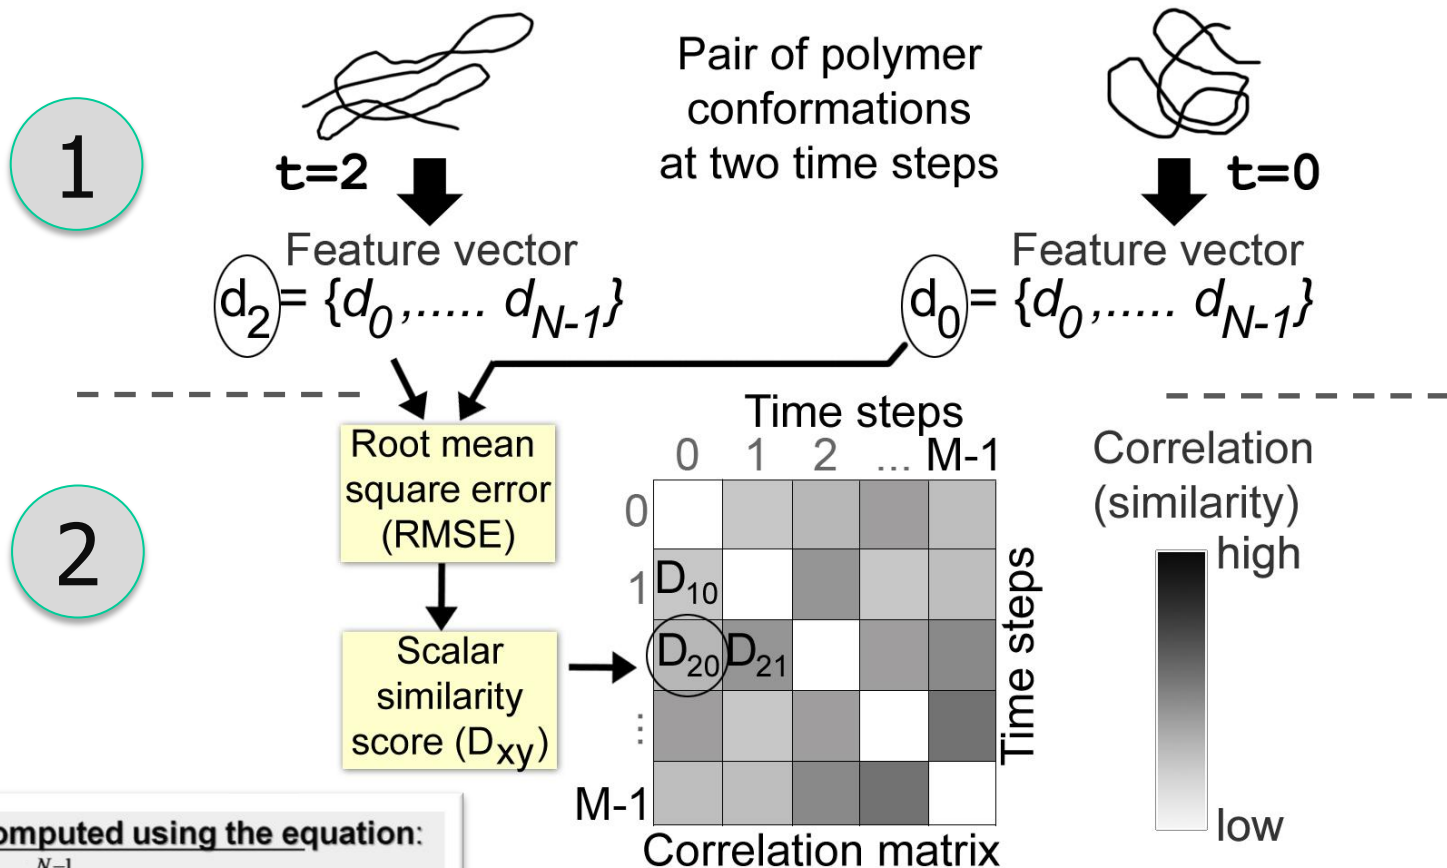 1
Pair of polymer
conformations
at two time steps
t=2
t=0
Feature vector
Feature vector
d2= {d0,..... dN-1}
d0= {d0,..... dN-1}
2
Root mean
square error
(RMSE)
Scalar
similarity
score (Dxy)
Time steps
0 1 2 ... M-1
0
1
⋮
M-1
D10
D20 D21
Time steps
Correlation matrix
Correlation
(similarity)
high
low
using the equation:
N-1